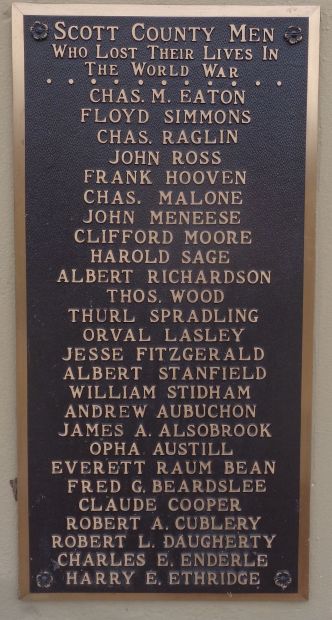 SCOTT COUNTY MEN
WHO LOST THEIR LIVES IN
THE WORLD WAR
CHAS. M. EATON
FLOYD SIMMONS
CHAS. RAGLIN
JOHN ROSS
FRANK HOOVEN
CHAS. MALONE
JOHN MENEESE
CLIFFORD MOORE
HAROLD SAGE
ALBERT RICHARDSON
THOS. WOOD
THURL SPRADLING
ORVAL LASLEY
JESSE FITZGERALD
ALBERT STANFIELD
WILLIAM STIDHAM
ANDREW AUBUCHON
JAMES A. ALSOBROOK
OPHA AUSTILL
EVERETT RAUM BEAN
FRED G. BEARDSLEE
CLAUDE COOPER
ROBERT A. CUBLERY
ROBERT L. DAUGHERTY
CHARLES E. ENDERLE
HARRY E. ETHRIDGE